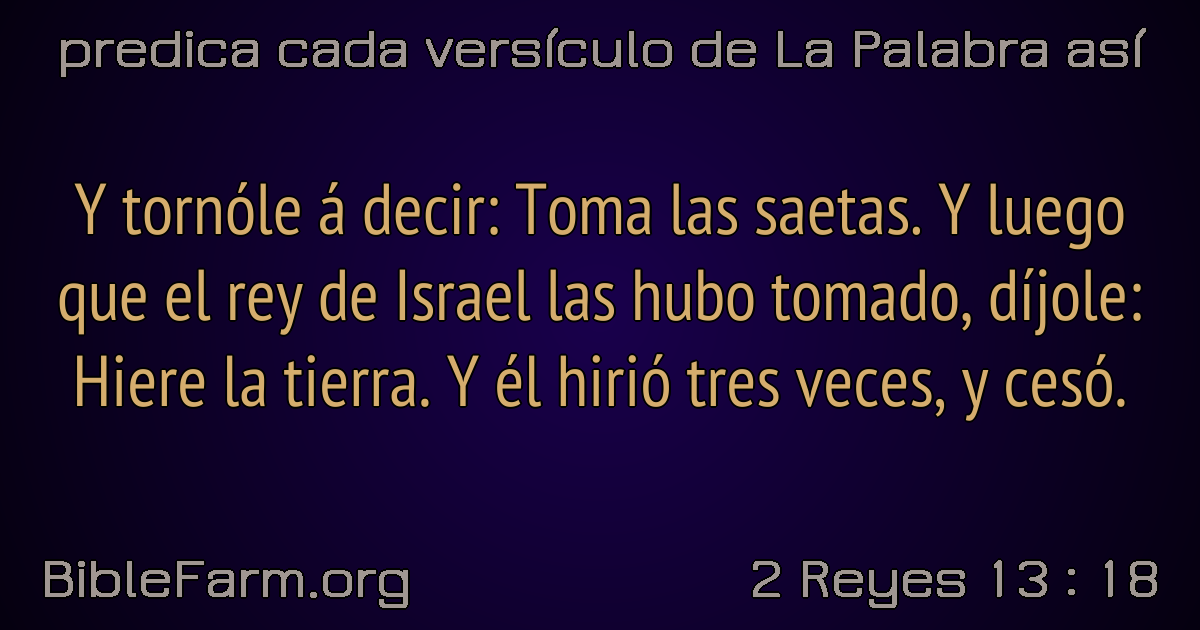 predica cada versículo de La Palabra así
Y tornóle á decir: Toma las saetas. Y luego
que el rey de Israel las hubo tomado, díjole:
Hiere la tierra. Y él hirió tres veces, y cesó.
BibleFarm.org
2 Reyes 13 : 18